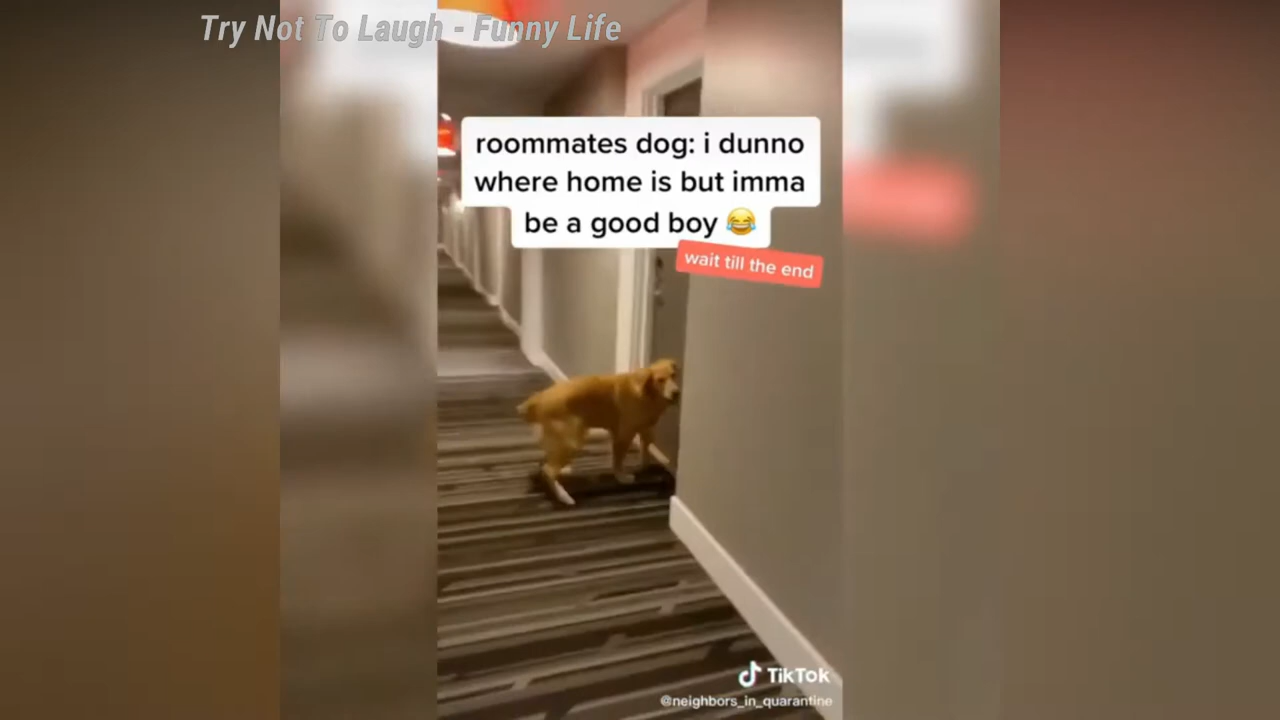 Try Not To Laugh - Funny Life
roommates dog: i dunno
where home is but imma
be a good boy 😂
wait till the end
TikTok
@neighbors_in_quarantine